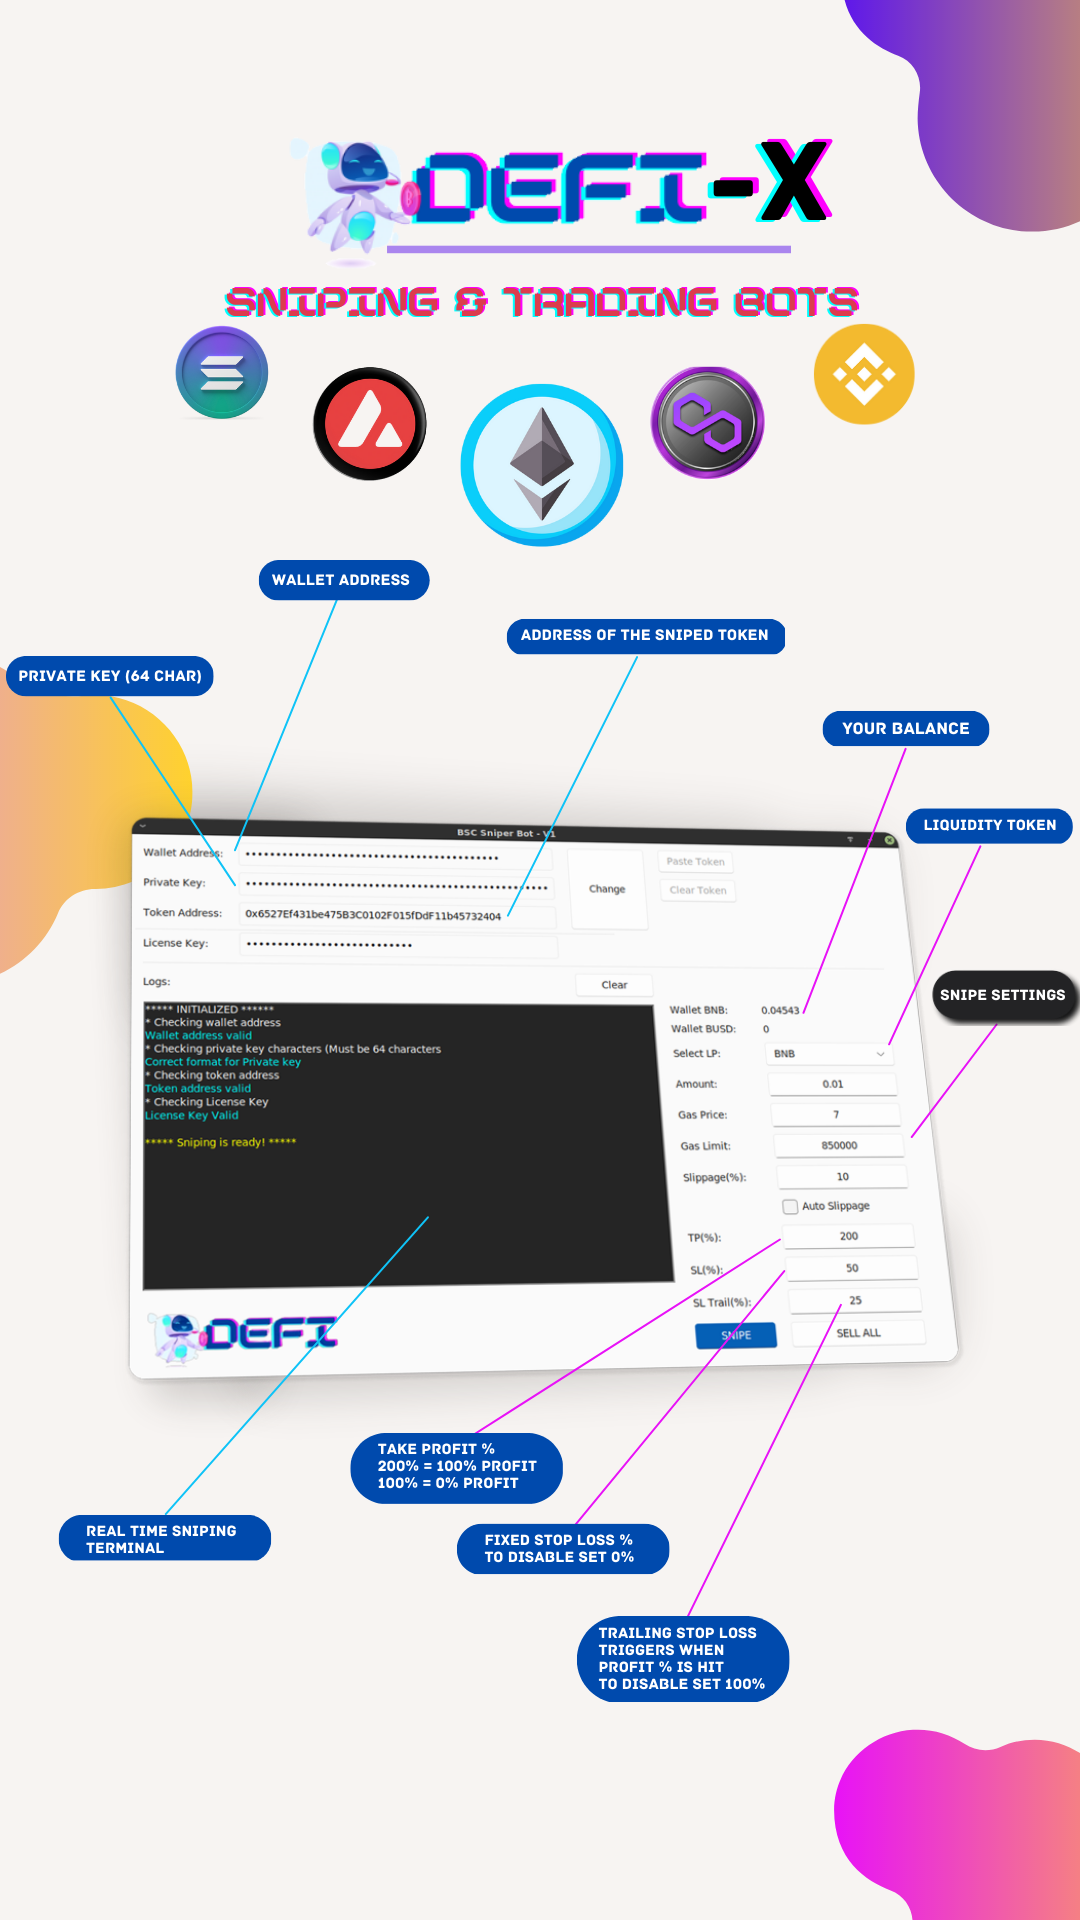 DEFI-X
SNIPING & TRADING BOTS
WALLET ADDRESS
ADDRESS OF THE SNIPED TOKEN
PRIVATE KEY (64 CHAR)
YOUR BALANCE
LIQUIDITY TOKEN
SNIPE SETTINGS
BSC Sniper Bot - V1
Wallet Address:
Paste Token
Private Key:
Change
Clear Token
Token Address: 0x6527Ef431be475B3C0102F015fDdF11b45732404
License Key:
Logs:
Clear
***** INITIALIZED ******
* Checking wallet address
Wallet address valid
* Checking private key characters (Must be 64 characters
Correct format for Private key
* Checking token address
Token address valid
* Checking License Key
License Key Valid
***** Sniping is ready! *****
Wallet BNB: 0.04543
Wallet BUSD: 0
Select LP: BNB
Amount: 0.01
Gas Price: 7
Gas Limit: 850000
Slippage(%): 10
Auto Slippage
TP(%): 200
SL(%): 50
SL Trail(%): 25
SNIPE
SELL ALL
DEFI
TAKE PROFIT %
200% = 100% PROFIT
100% = 0% PROFIT
REAL TIME SNIPING
TERMINAL
FIXED STOP LOSS %
TO DISABLE SET 0%
TRAILING STOP LOSS
TRIGGERS WHEN
PROFIT % IS HIT
TO DISABLE SET 100%